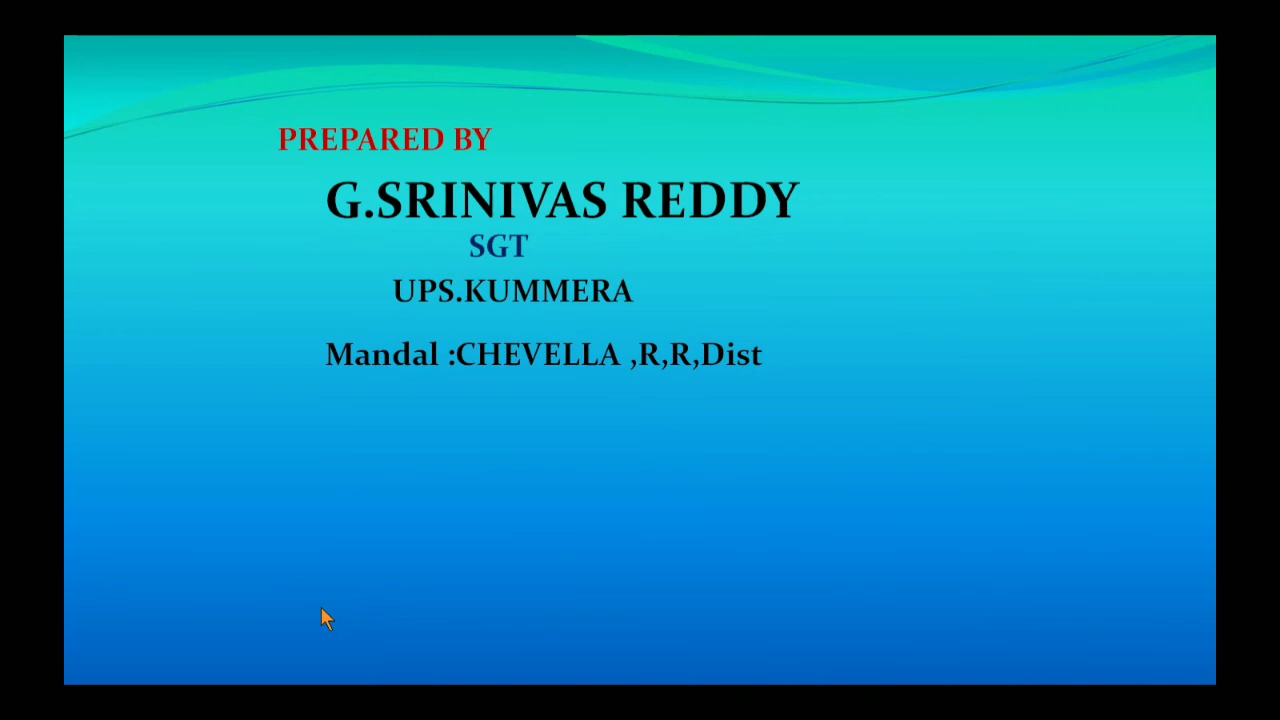 PREPARED BY
G.SRINIVAS REDDY
SGT
UPS.KUMMERA
Mandal :CHEVELLA ,R,R,Dist